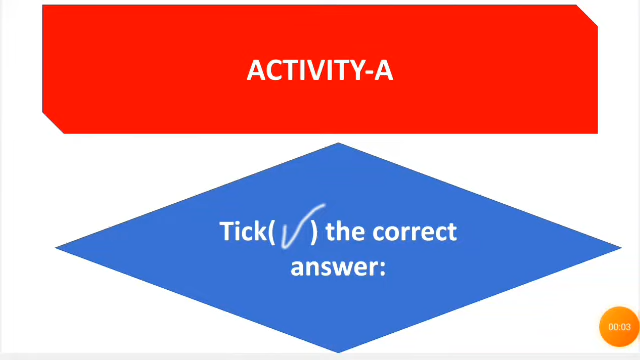 ACTIVITY-A
Tick( ✓ ) the correct
answer:
00:03